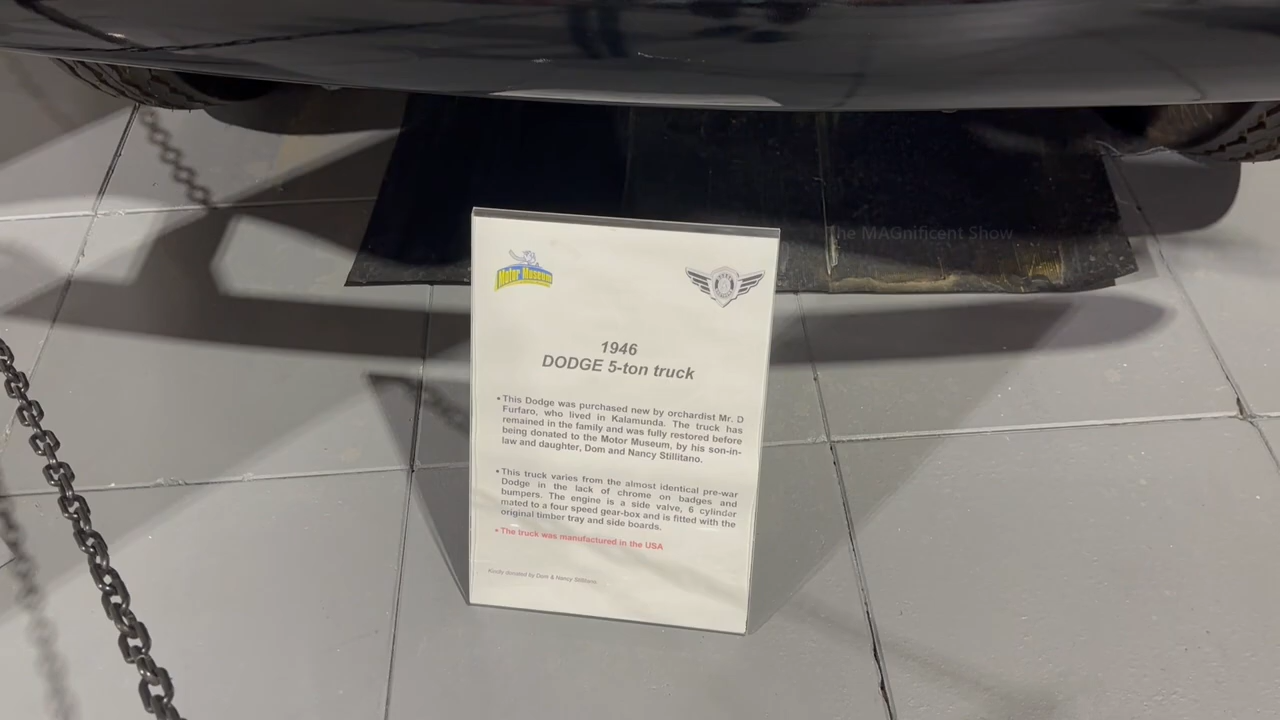 The MAGnificent Show
Motor Museum
1946
DODGE 5-ton truck
• This Dodge was purchased new by orchardist Mr. D
Furfaro, who lived in Kalamunda. The truck has
remained in the family and was fully restored before
being donated to the Motor Museum, by his son-in-
law and daughter, Dom and Nancy Stillitano.
• This truck varies from the almost identical pre-war
Dodge in the lack of chrome on badges and
bumpers. The engine is a side valve, 6 cylinder
mated to a four speed gear-box and is fitted with the
original timber tray and side boards.
• The truck was manufactured in the USA
Kindly donated by Dom & Nancy Stillitano